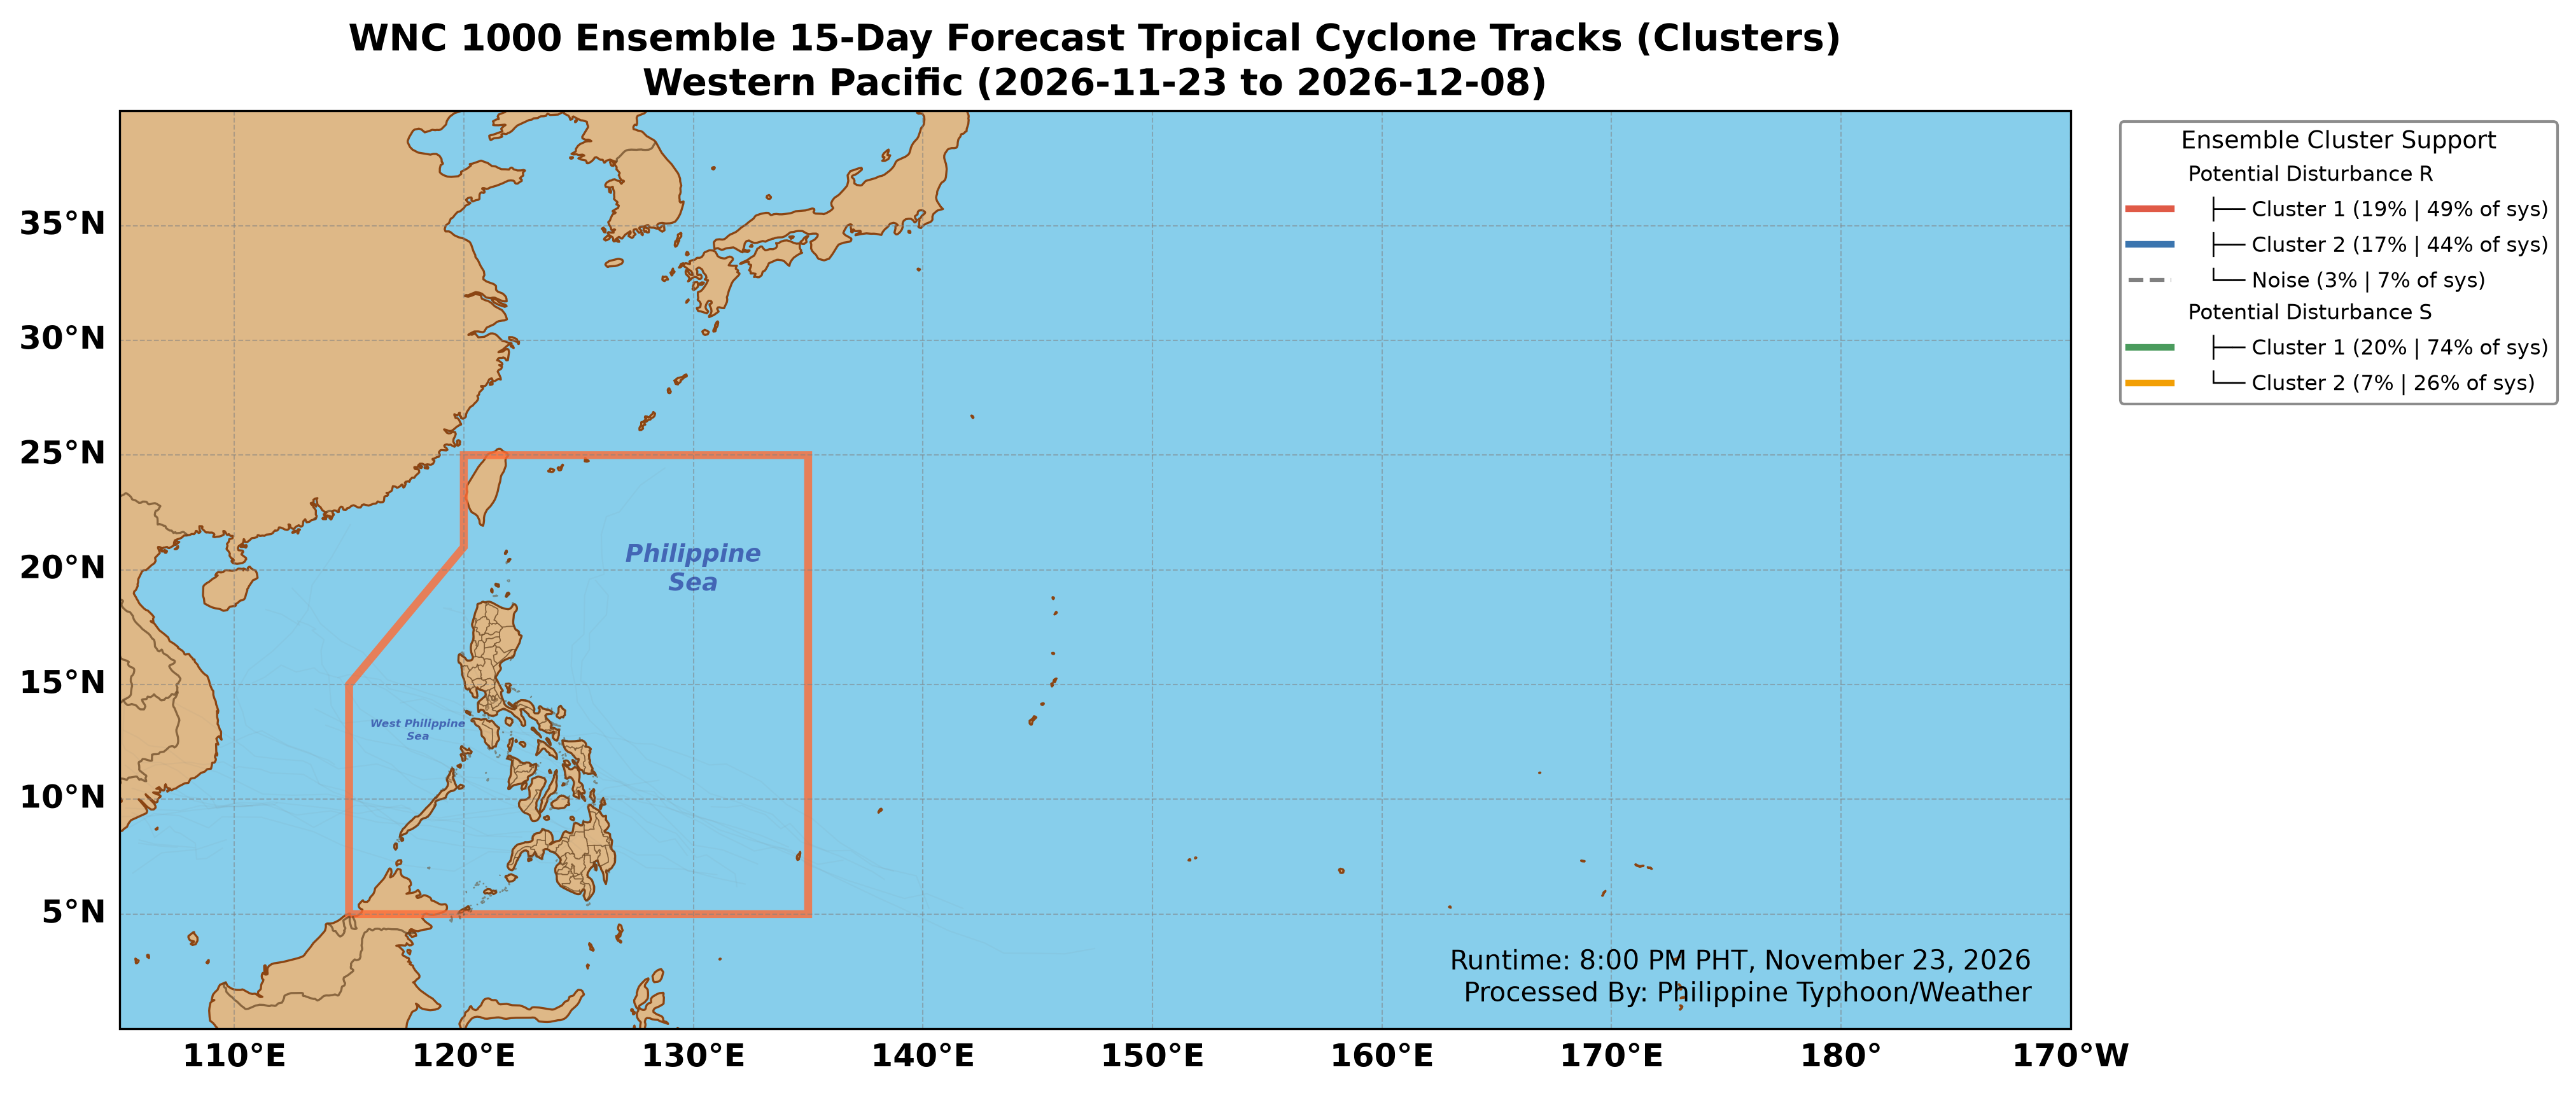 WNC 1000 Ensemble 15-Day Forecast Tropical Cyclone Tracks (Clusters)
Western Pacific (2026-11-23 to 2026-12-08)
Ensemble Cluster Support
Potential Disturbance R
Cluster 1 (19% | 49% of sys)
Cluster 2 (17% | 44% of sys)
Noise (3% | 7% of sys)
Potential Disturbance S
Cluster 1 (20% | 74% of sys)
Cluster 2 (7% | 26% of sys)
35°N
30°N
25°N
20°N
15°N
10°N
5°N
Philippine
Sea
West Philippine
Sea
Runtime: 8:00 PM PHT, November 23, 2026
Processed By: Philippine Typhoon/Weather
110°E
120°E
130°E
140°E
150°E
160°E
170°E
180°
170°W